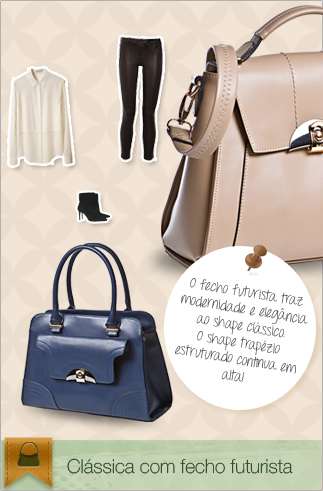 O fecho futurista traz
modernidade e elegância
ao shape clássico.
O shape trapézio
estruturado continua em
alta!
Clássica com fecho futurista